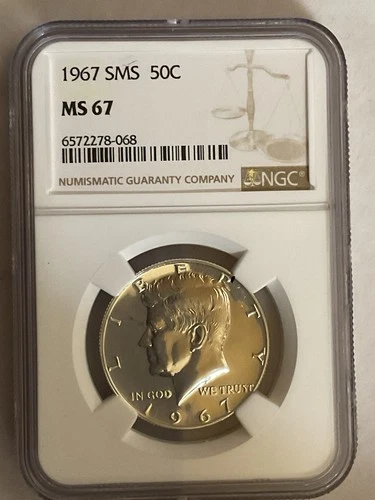 1967 SMS 50C
MS 67
6572278-068
NUMISMATIC GUARANTY COMPANY NGC®
LIBERTY
IN GOD WE TRUST
1967